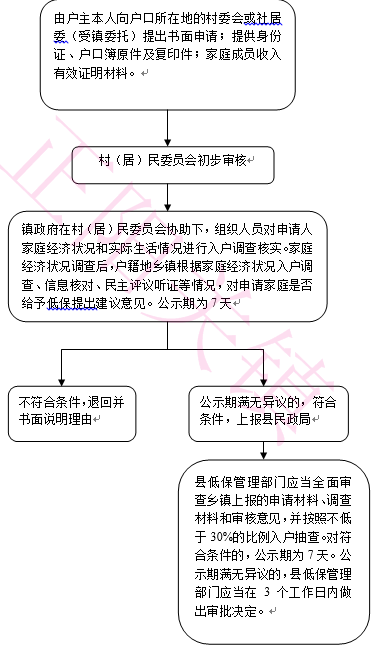 由户主本人向户口所在地的村委会或社居
委（受镇委托）提出书面申请；提供身份
证、户口簿原件及复印件；家庭成员收入
有效证明材料。
村（居）民委员会初步审核
镇政府在村（居）民委员会协助下，组织人员对申请人
家庭经济状况和实际生活情况进行入户调查核实。家庭
经济状况调查后，户籍地乡镇根据家庭经济状况入户调
查、信息核对、民主评议听证等情况，对申请家庭是否
给予低保提出建议意见。公示期为 7 天
不符合条件，退回并
书面说明理由
公示期满无异议的，符合
条件，上报县民政局
县低保管理部门应当全面审
查乡镇上报的申请材料、调查
材料和审核意见，并按照不低
于 30%的比例入户抽查。对符
合条件的，公示期为 7 天。公
示期满无异议的，县低保管理
部门应当在 3 个工作日内做
出审批决定。
正阳关镇